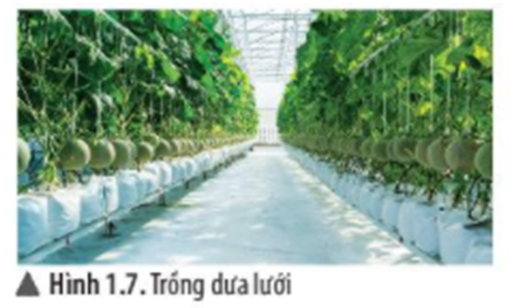 ▲ Hình 1.7. Trồng dưa lưới